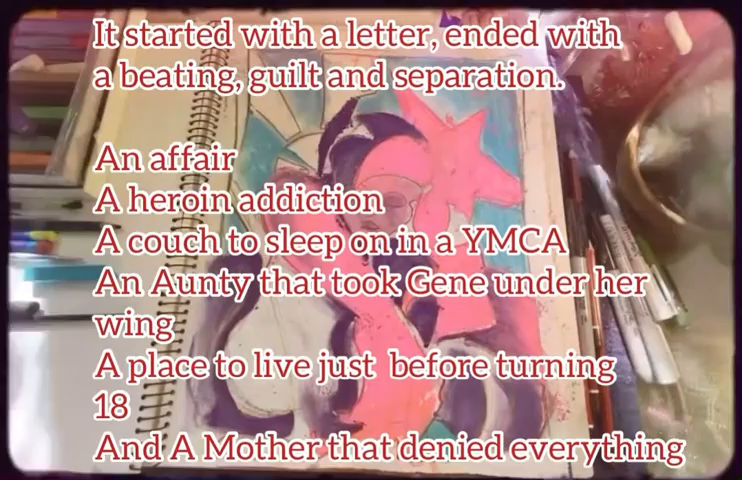 It started with a letter, ended with
a beating, guilt and separation.
An affair
A heroin addiction
A couch to sleep on in a YMCA
An Aunty that took Gene under her
wing
A place to live just  before turning
18
And A Mother that denied everything